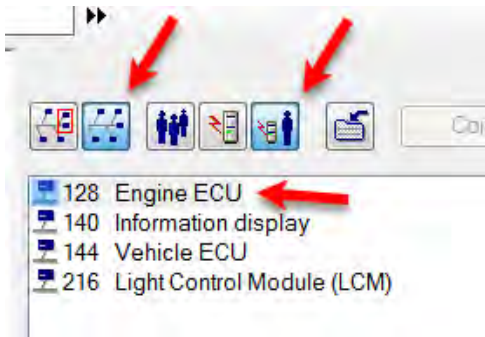 128 Engine ECU
140 Information display
144 Vehicle ECU
216 Light Control Module (LCM)